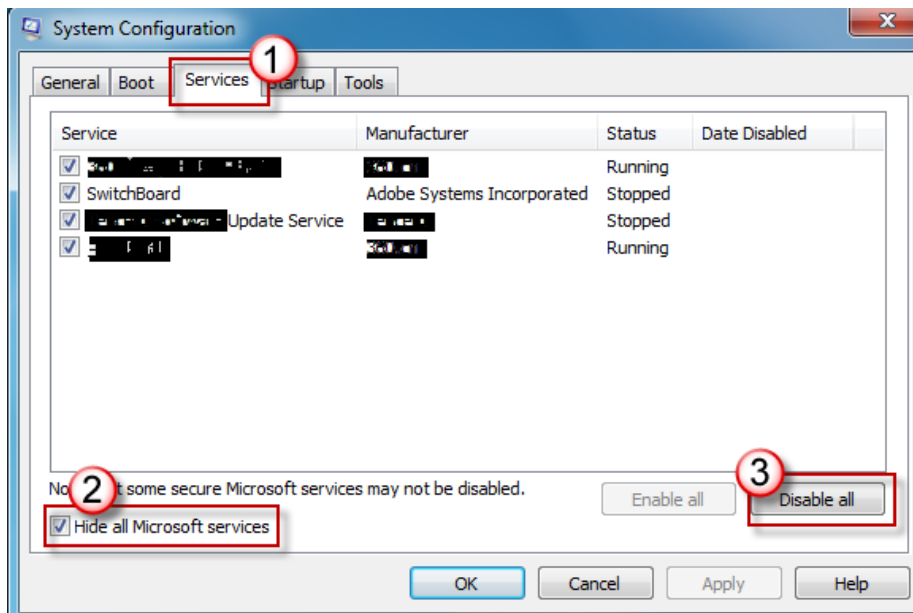 System Configuration
1
General Boot Services Startup Tools
Service Manufacturer Status Date Disabled
Running
SwitchBoard Adobe Systems Incorporated Stopped
Update Service Stopped
Running
3
2
some secure Microsoft services may not be disabled.
Enable all Disable all
Hide all Microsoft services
OK Cancel Apply Help